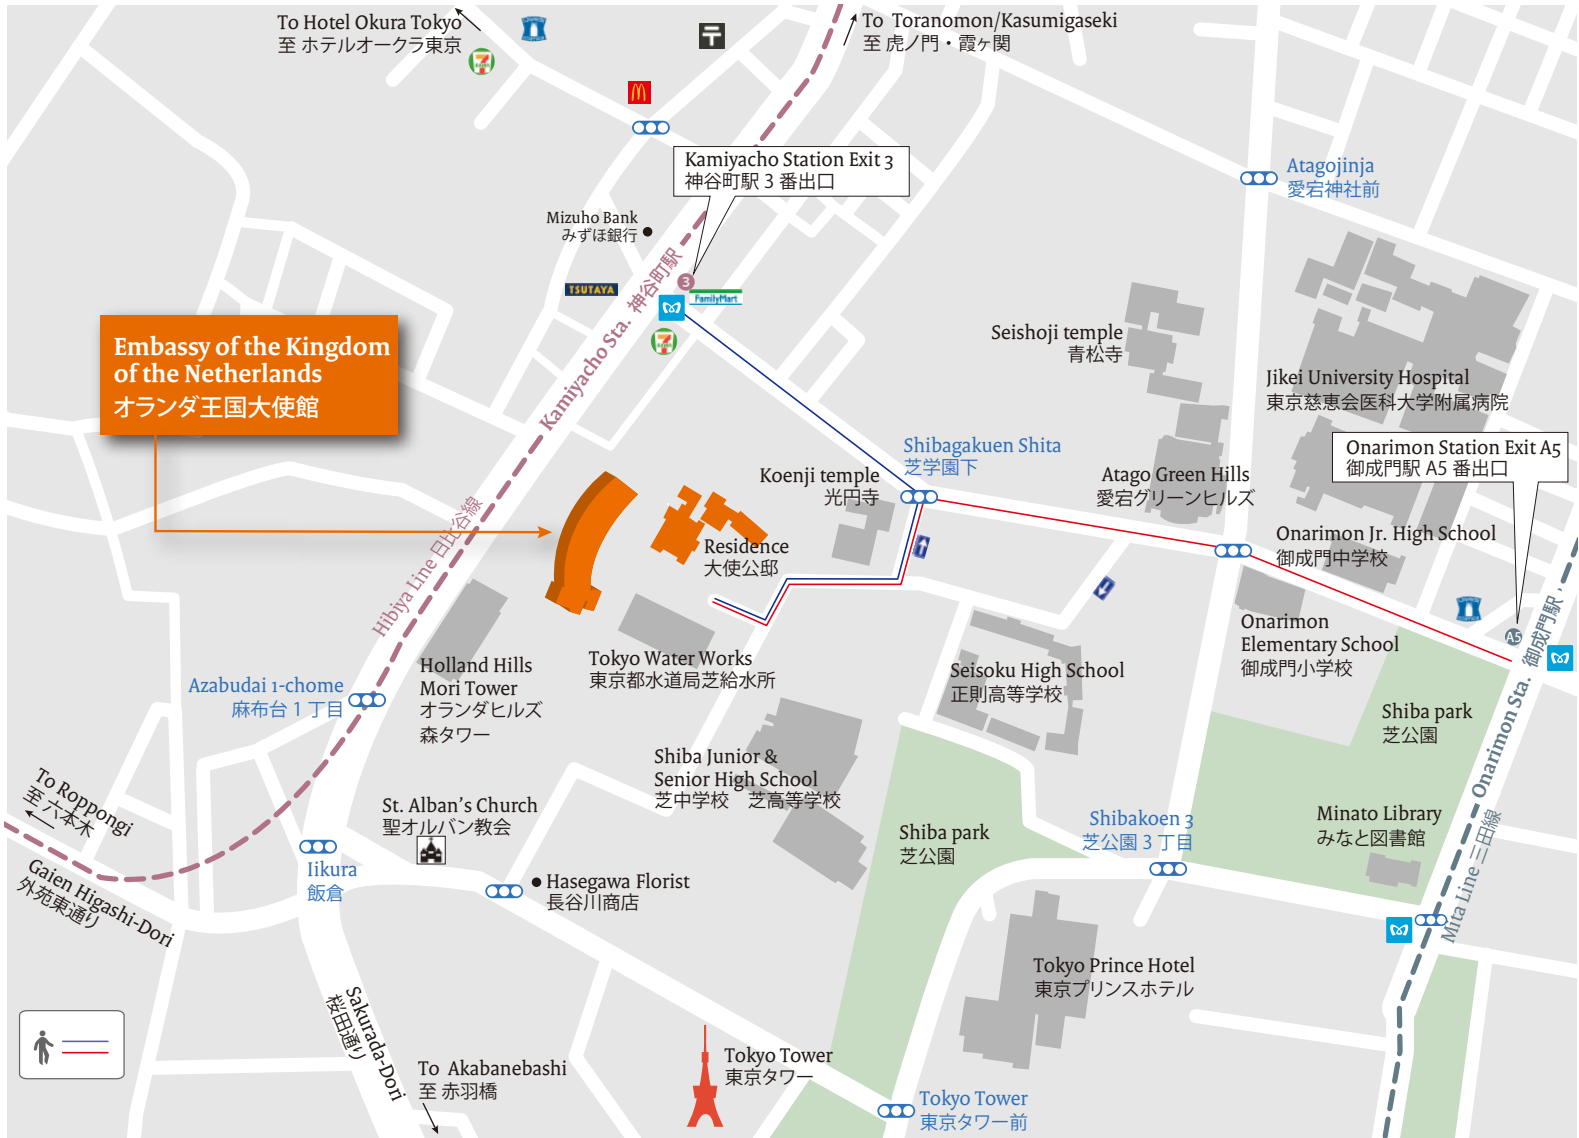 To Hotel Okura Tokyo
至 ホテルオークラ東京
To Toranomon/Kasumigaseki
至 虎ノ門・霞ヶ関
Kamiyacho Station Exit 3
神谷町駅 3 番出口
Atagojinja
愛宕神社前
Mizuho Bank
みずほ銀行
TSUTAYA
3
FamilyMart
7
7
Kamiyacho Sta. 神谷町駅
Embassy of the Kingdom
of the Netherlands
オランダ王国大使館
Seishoji temple
青松寺
Jikei University Hospital
東京慈恵会医科大学附属病院
Onarimon Station Exit A5
御成門駅 A5 番出口
Shibagakuen Shita
芝学園下
Koenji temple
光円寺
Atago Green Hills
愛宕グリーンヒルズ
Onarimon Jr. High School
御成門中学校
Hibiya Line 日比谷線
Residence
大使公邸
Onarimon
Elementary School
御成門小学校
A5
Onarimon Sta. 御成門駅
Holland Hills
Mori Tower
オランダヒルズ
森タワー
Tokyo Water Works
東京都水道局芝給水所
Seisoku High School
正則高等学校
Azabudai 1-chome
麻布台 1 丁目
Shiba park
芝公園
Shiba Junior &
Senior High School
芝中学校 芝高等学校
To Roppongi
至 六本木
St. Alban's Church
聖オルバン教会
Shiba park
芝公園
Shibakoen 3
芝公園 3 丁目
Minato Library
みなと図書館
Mita Line 三田線
Iikura
飯倉
Hasegawa Florist
長谷川商店
Gaien Higashi-Dori
外苑東通り
Tokyo Prince Hotel
東京プリンスホテル
Sakurada-Dori
桜田通り
To Akabanebashi
至 赤羽橋
Tokyo Tower
東京タワー
Tokyo Tower
東京タワー前